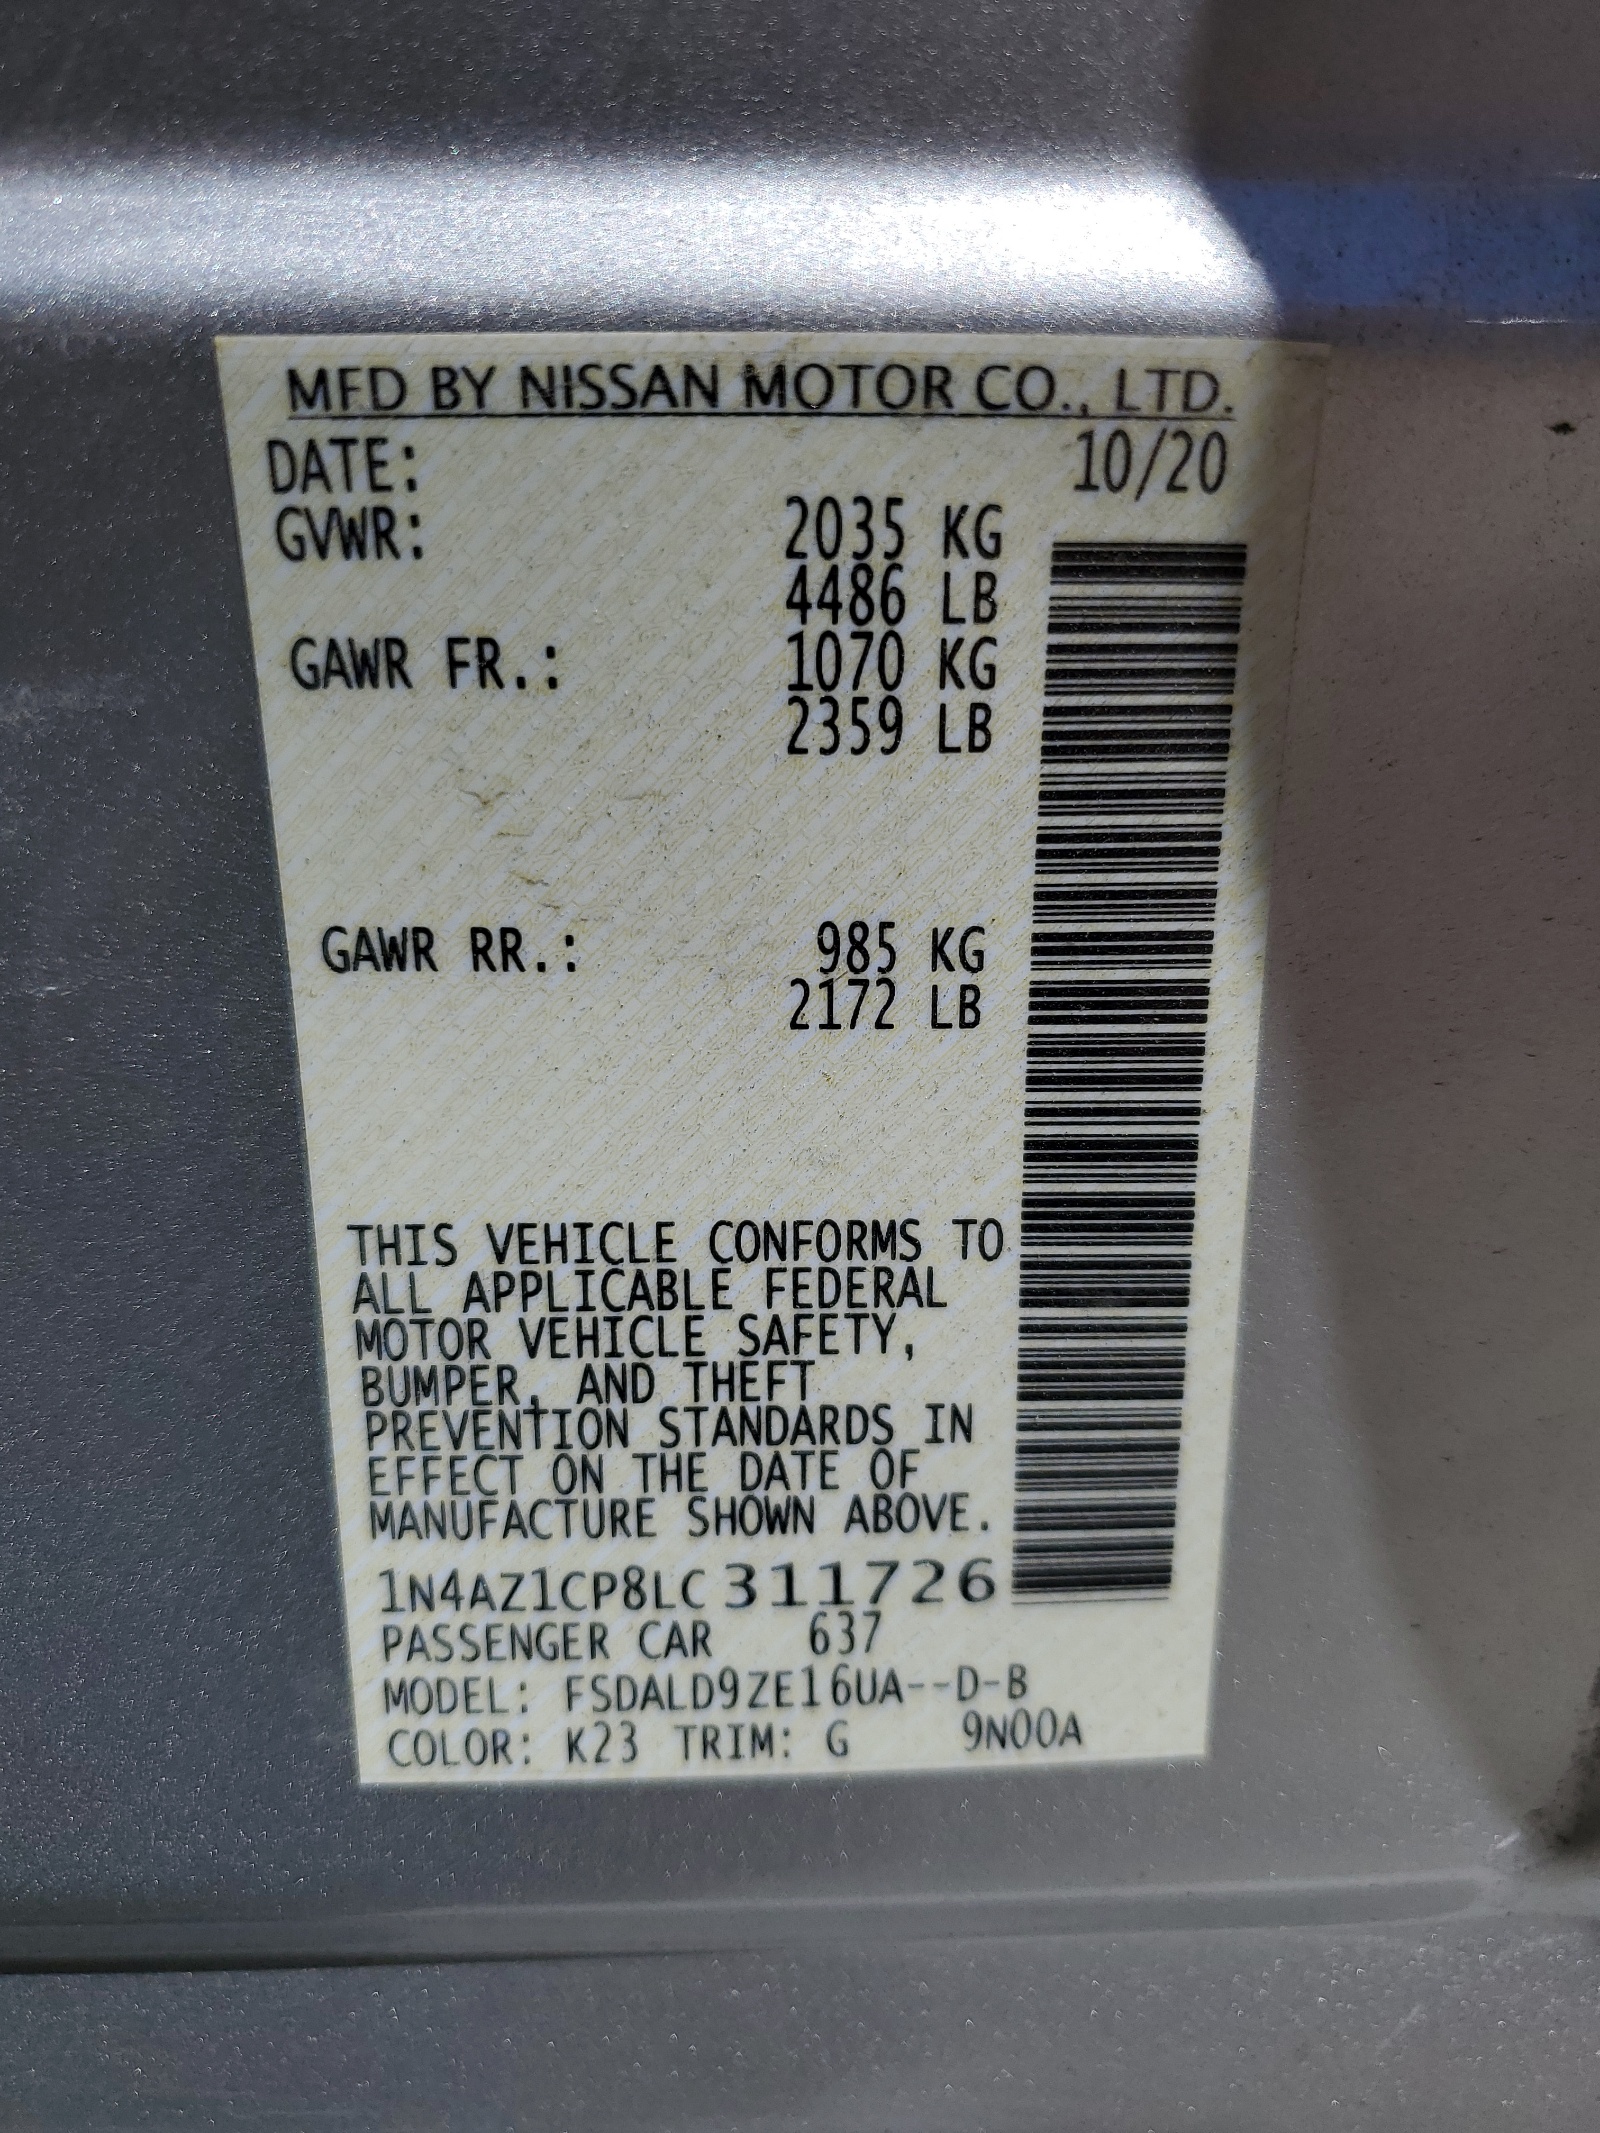 MFD BY NISSAN MOTOR CO., LTD.
DATE: 10/20
GVWR: 2035 KG
4486 LB
GAWR FR.: 1070 KG
2359 LB
GAWR RR.: 985 KG
2172 LB
THIS VEHICLE CONFORMS TO
ALL APPLICABLE FEDERAL
MOTOR VEHICLE SAFETY,
BUMPER, AND THEFT
PREVENTION STANDARDS IN
EFFECT ON THE DATE OF
MANUFACTURE SHOWN ABOVE.
1N4AZ1CP8LC311726
PASSENGER CAR 637
MODEL: FSDALD9ZE16UA--D-B
COLOR: K23 TRIM: G 9N00A